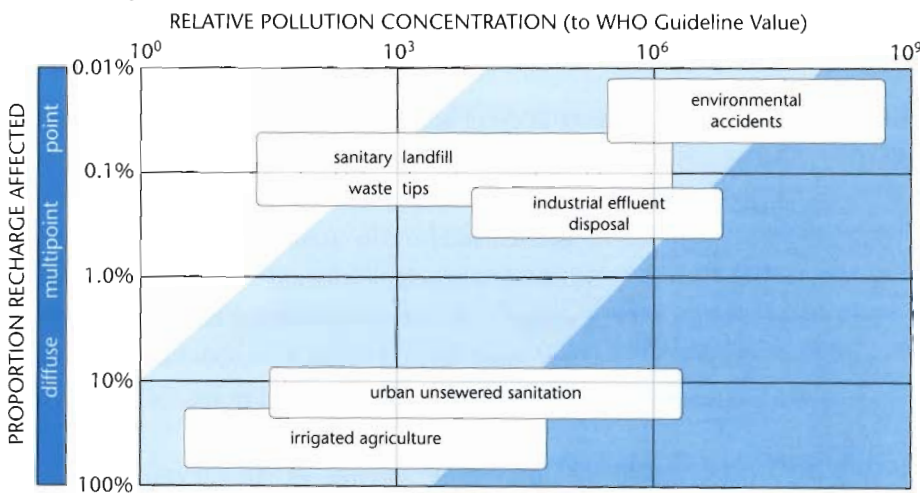 RELATIVE POLLUTION CONCENTRATION (to WHO Guideline Value)
10⁰ 10³ 10⁶ 10⁹
PROPORTION RECHARGE AFFECTED
point
multipoint
diffuse
0.01%
0.1%
1.0%
10%
100%
environmental
accidents
sanitary landfill
waste tips
industrial effluent
disposal
urban unsewered sanitation
irrigated agriculture